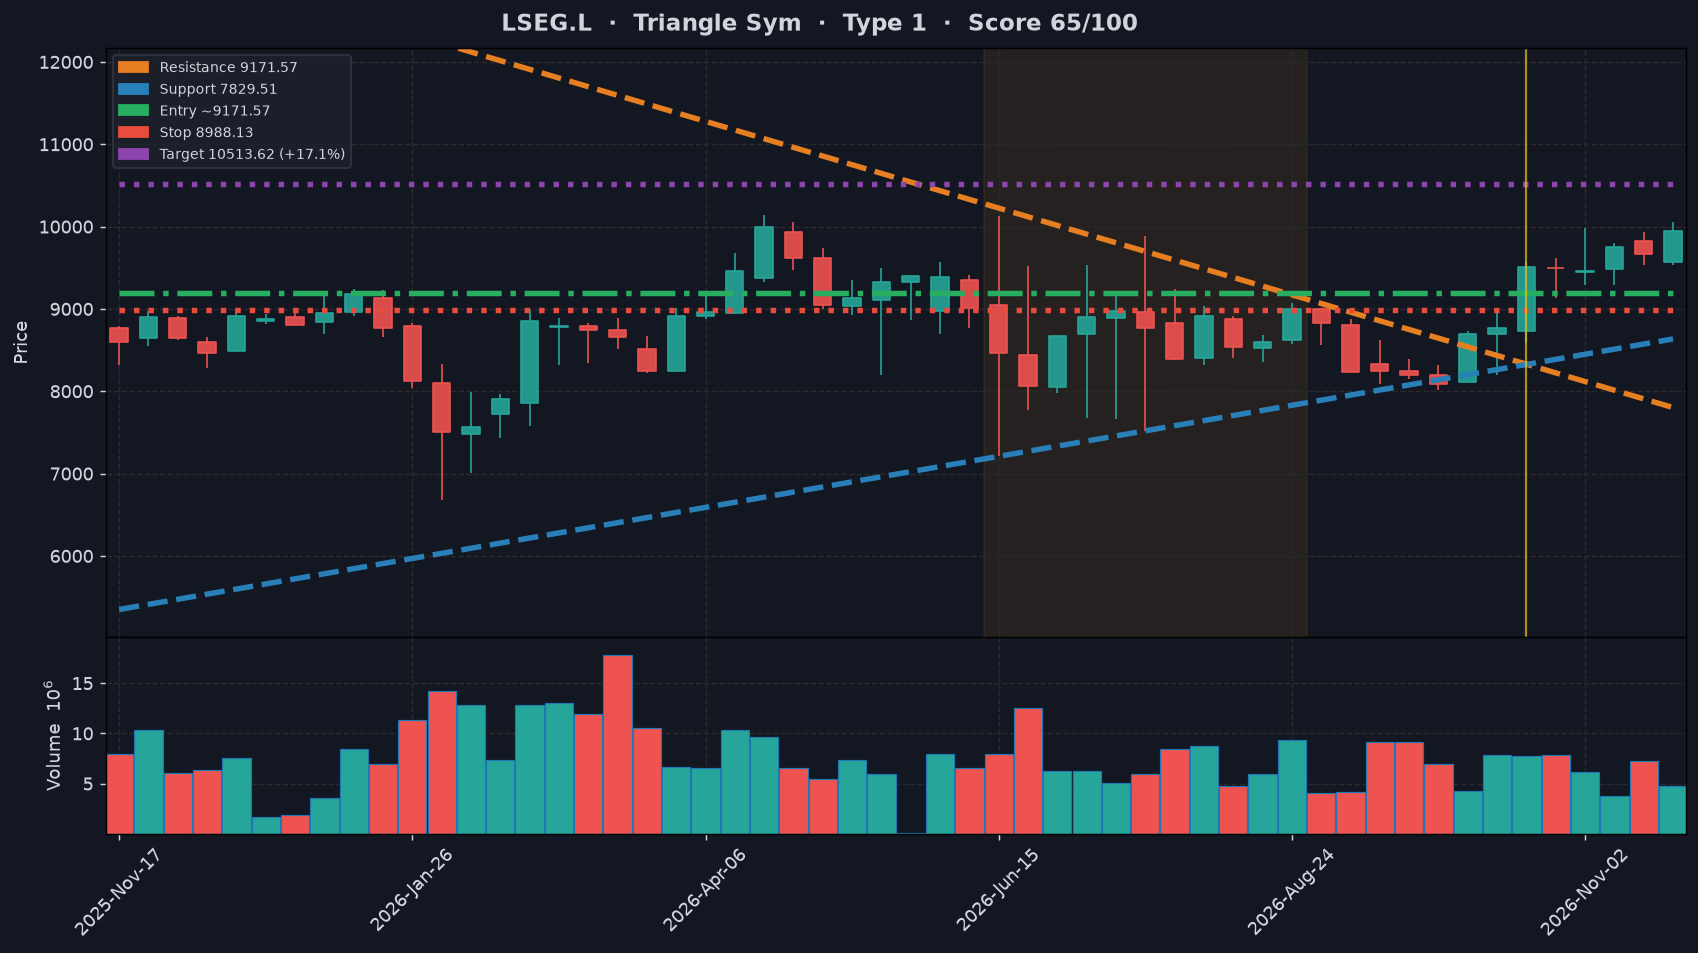 LSEG.L · Triangle Sym · Type 1 · Score 65/100
Resistance 9171.57
Support 7829.51
Entry ~9171.57
Stop 8988.13
Target 10513.62 (+17.1%)
Price
12000
11000
10000
9000
8000
7000
6000
Volume 10⁶
15
10
5
2025-Nov-17
2026-Jan-26
2026-Apr-06
2026-Jun-15
2026-Aug-24
2026-Nov-02